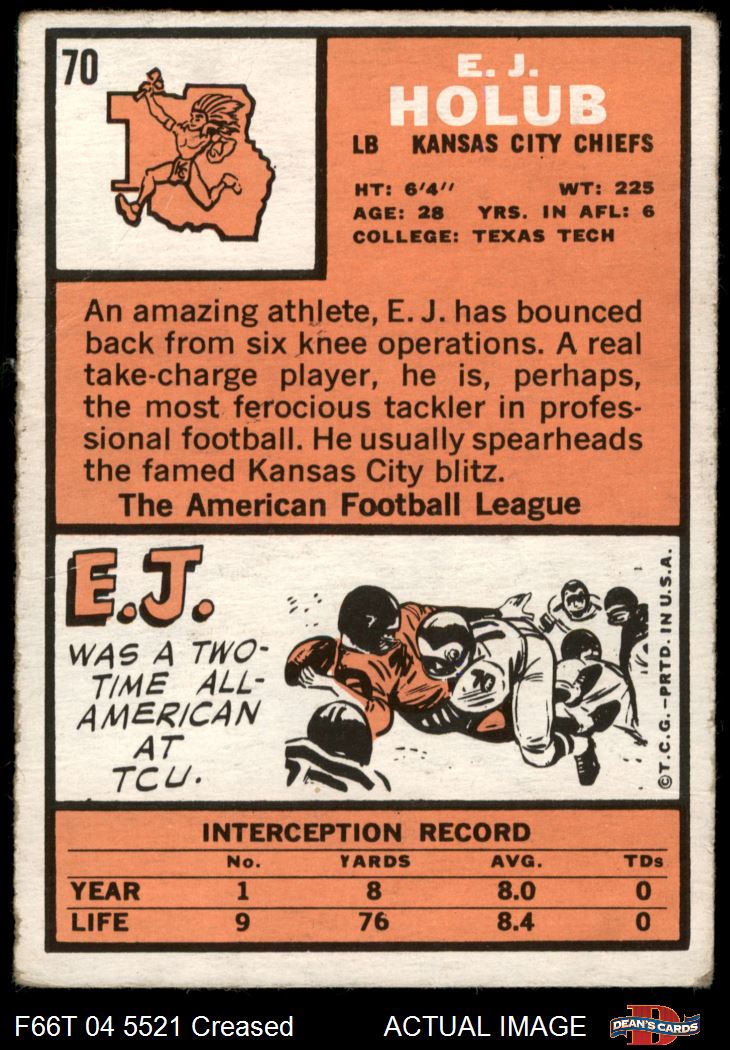 70
KC
E. J.
HOLUB
LB KANSAS CITY CHIEFS
HT: 6'4" WT: 225
AGE: 28 YRS. IN AFL: 6
COLLEGE: TEXAS TECH
An amazing athlete, E. J. has bounced
back from six knee operations. A real
take-charge player, he is, perhaps,
the most ferocious tackler in profes-
sional football. He usually spearheads
the famed Kansas City blitz.
The American Football League
E.J.
WAS A TWO-
TIME ALL-
AMERICAN
AT
TCU.
70
©T.C.G.–PRTD. IN U.S.A.
INTERCEPTION RECORD
No. YARDS AVG. TDs
YEAR 1 8 8.0 0
LIFE 9 76 8.4 0
F66T 04 5521 Creased ACTUAL IMAGE
D
DEAN'S CARDS